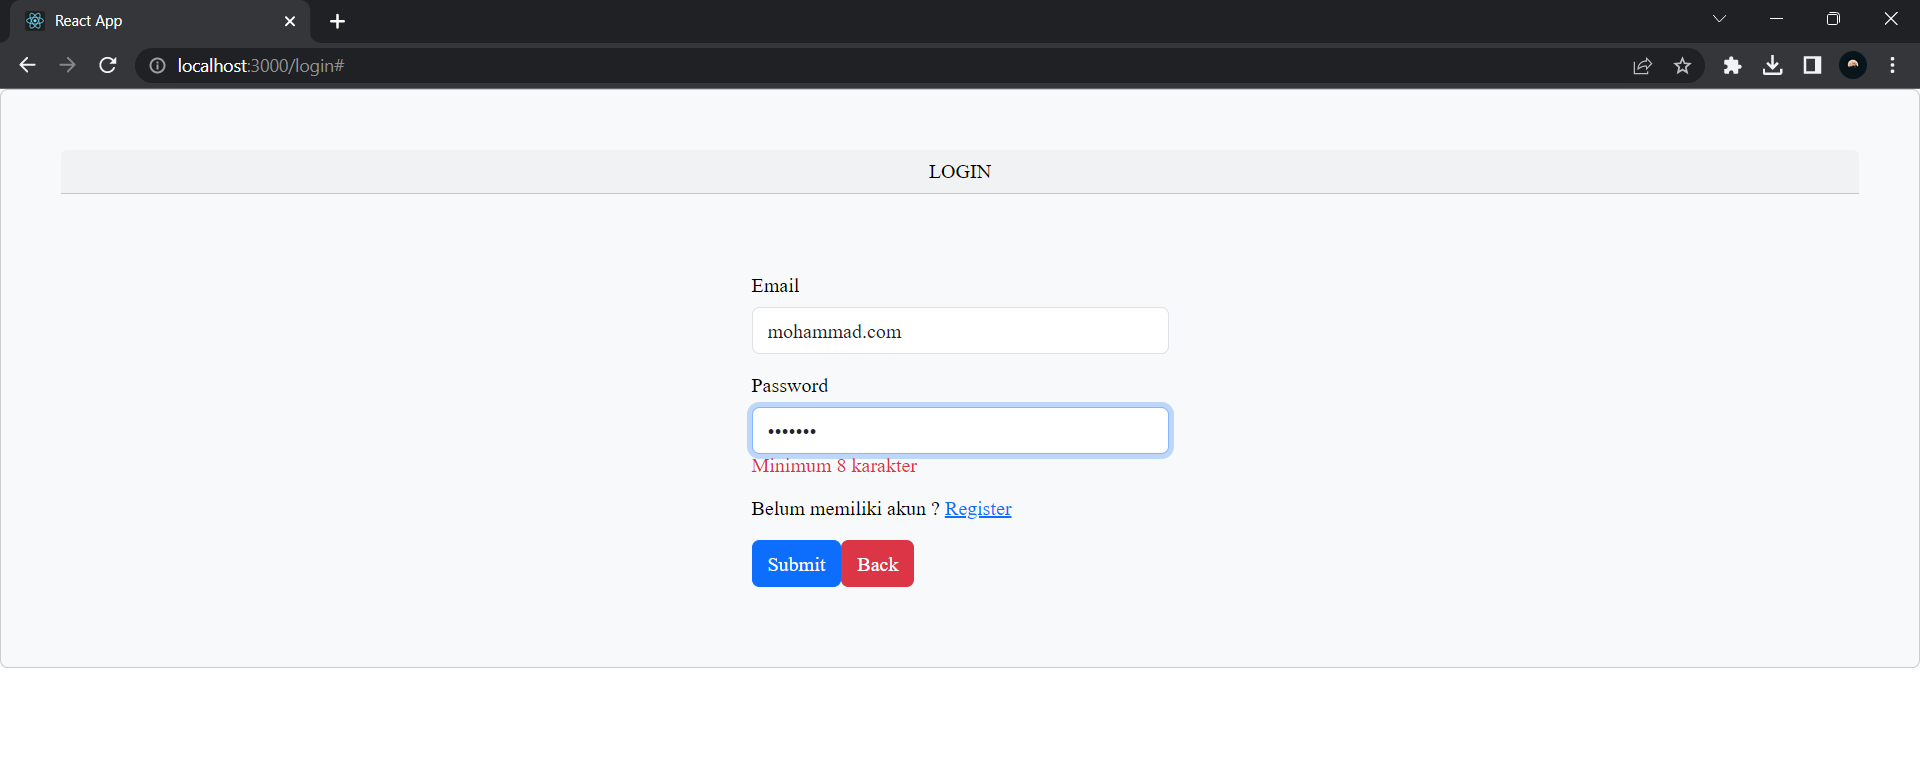 React App
localhost:3000/login#
LOGIN
Email
mohammad.com
Password
•••••••
Minimum 8 karakter
Belum memiliki akun ? Register
Submit Back